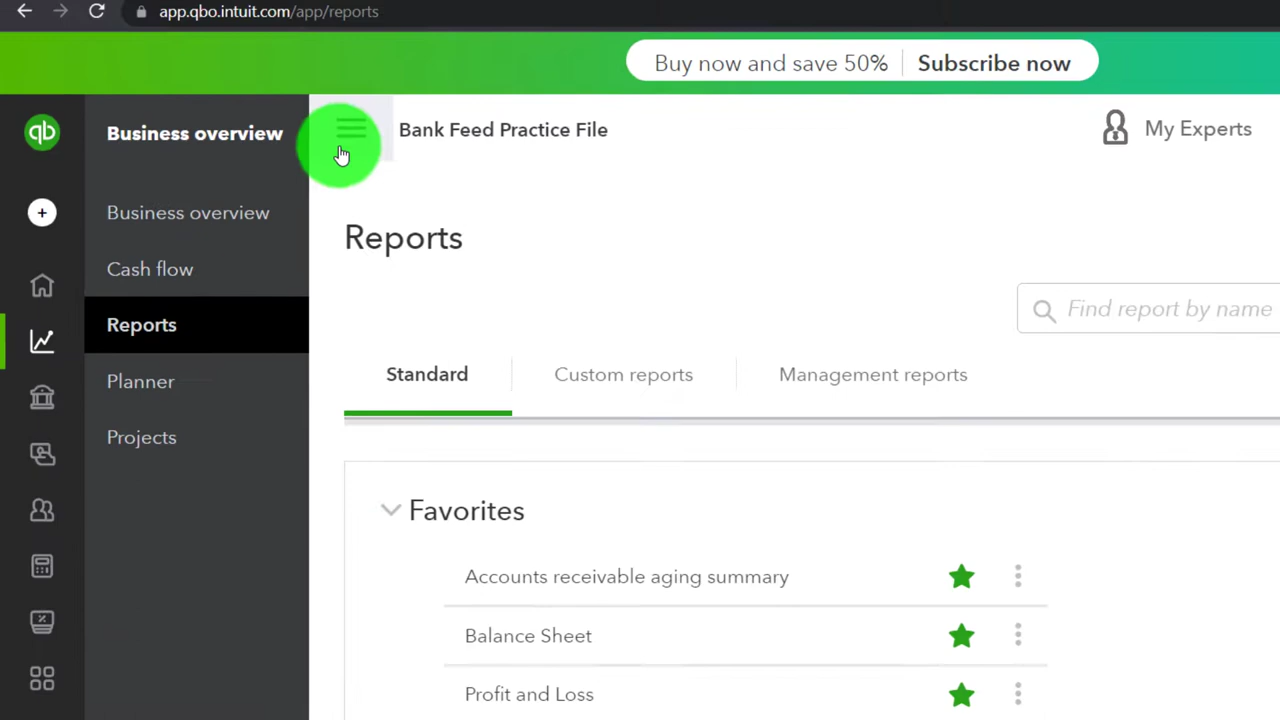 app.qbo.intuit.com/app/reports
Buy now and save 50% Subscribe now
qb
Business overview
Bank Feed Practice File
My Experts
Business overview
Cash flow
Reports
Planner
Projects
Reports
Find report by name
Standard
Custom reports
Management reports
Favorites
Accounts receivable aging summary
Balance Sheet
Profit and Loss